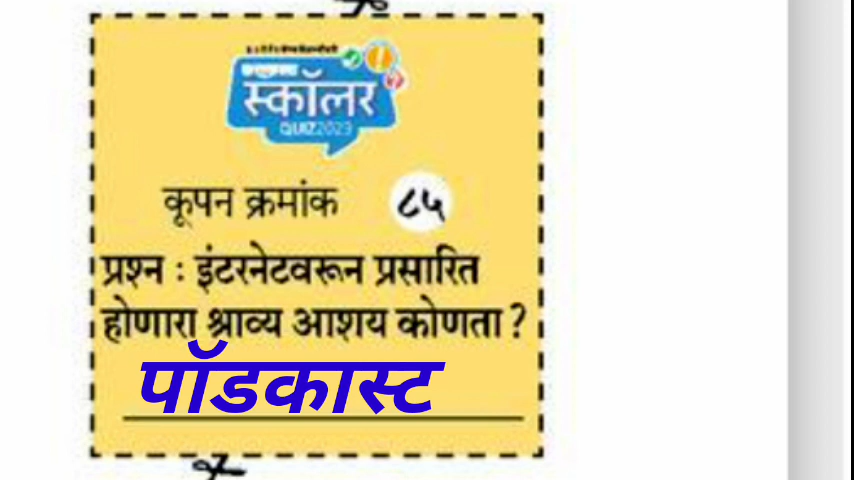 स्कॉलर
QUIZ2023
कूपन क्रमांक ८५
प्रश्न : इंटरनेटवरून प्रसारित
होणारा श्राव्य आशय कोणता ?
पॉडकास्ट